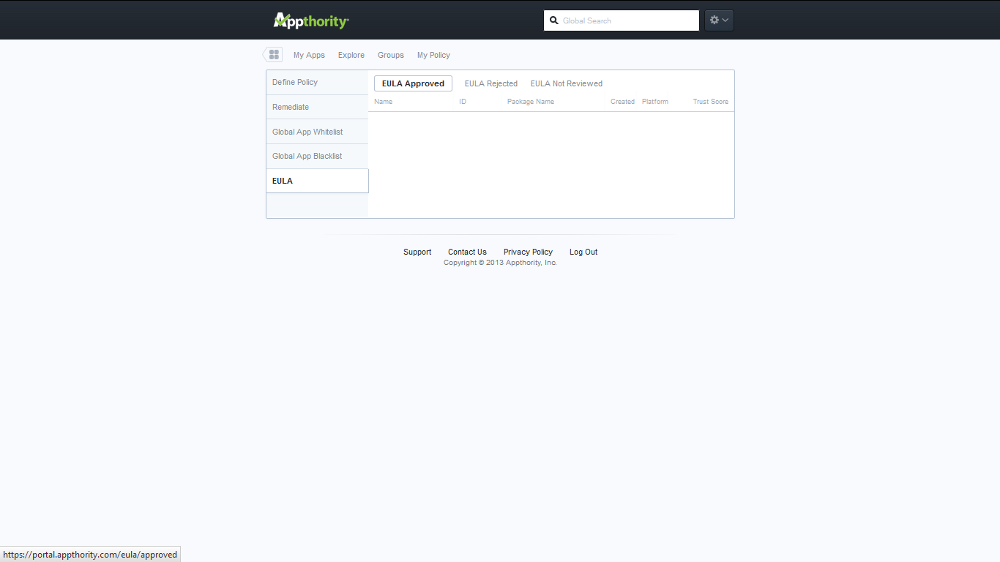 Appthority
Global Search
My Apps Explore Groups My Policy
Define Policy
Remediate
Global App Whitelist
Global App Blacklist
EULA
EULA Approved EULA Rejected EULA Not Reviewed
Name ID Package Name Created Platform Trust Score
Support Contact Us Privacy Policy Log Out
Copyright © 2013 Appthority, Inc.
https://portal.appthority.com/eula/approved